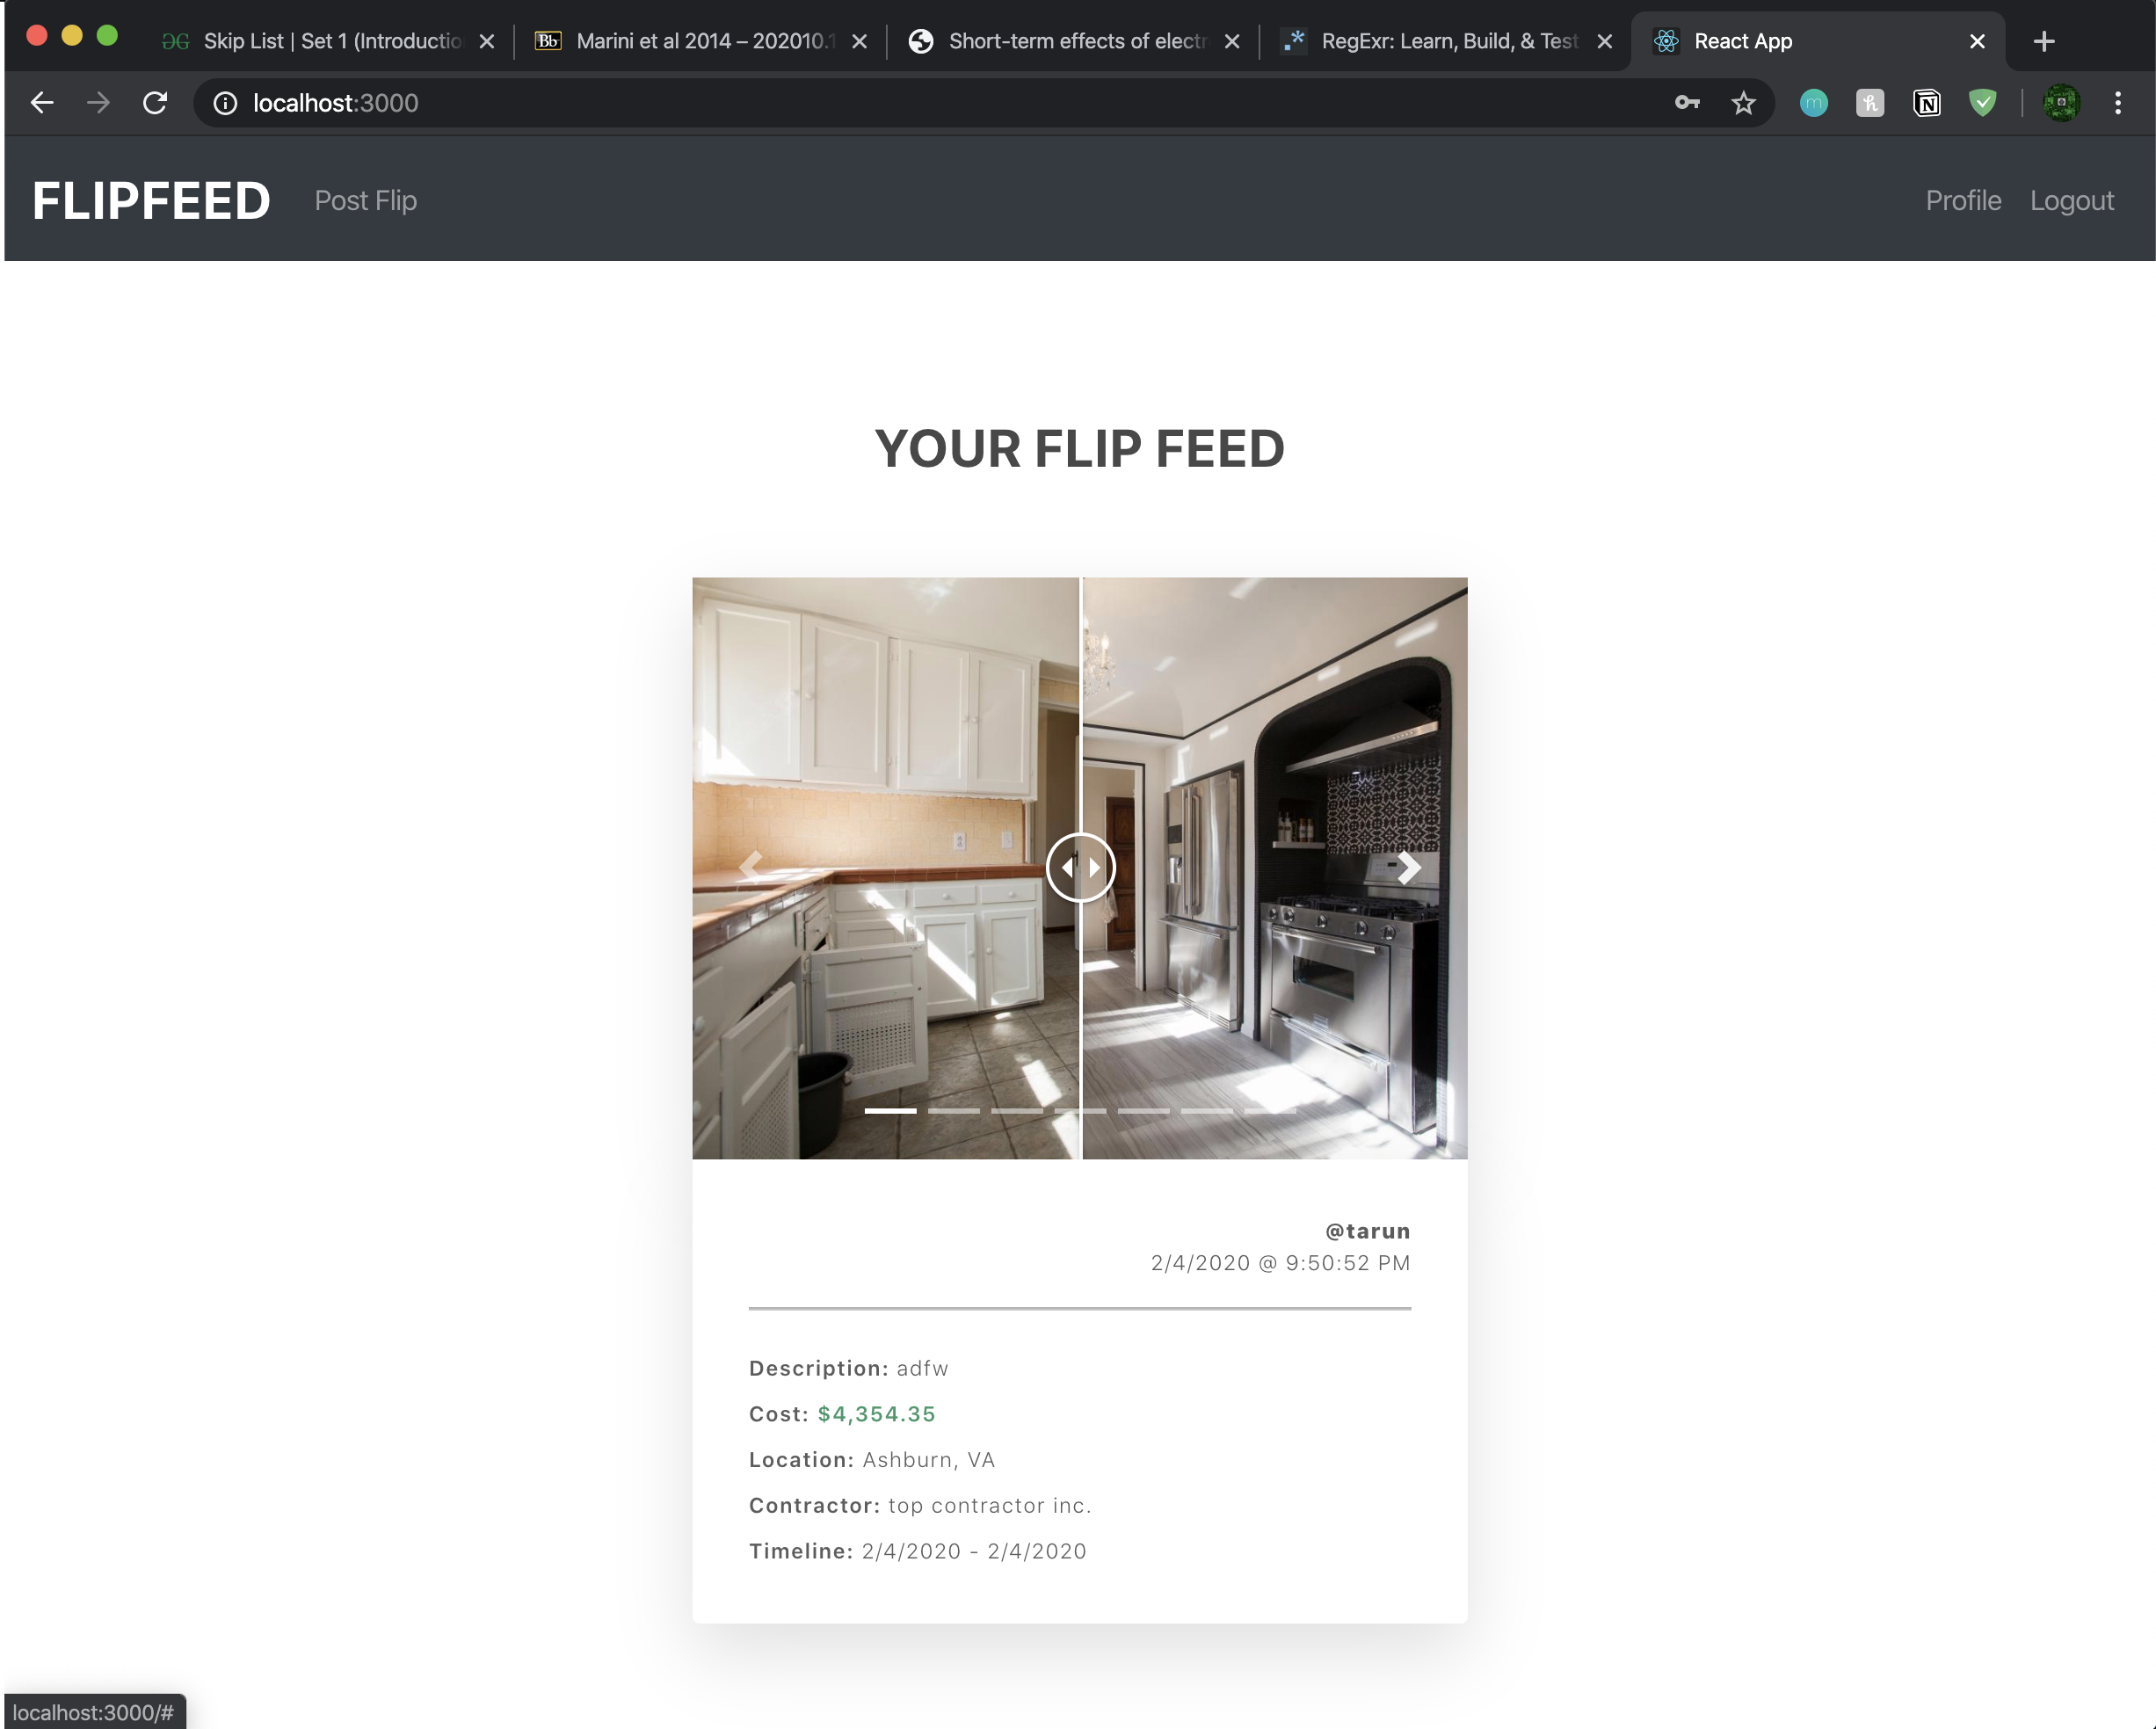 Skip List | Set 1 (Introductio
Marini et al 2014 – 202010.1
Short-term effects of electr
RegExr: Learn, Build, & Test
React App
localhost:3000
FLIPFEED
Post Flip
Profile
Logout
YOUR FLIP FEED
@tarun
2/4/2020 @ 9:50:52 PM
Description: adfw
Cost: $4,354.35
Location: Ashburn, VA
Contractor: top contractor inc.
Timeline: 2/4/2020 - 2/4/2020
localhost:3000/#